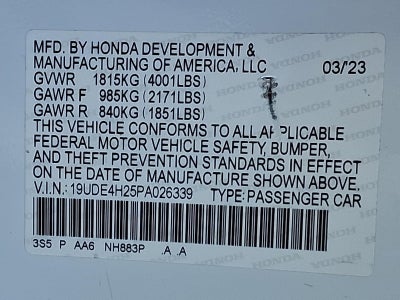 MFD. BY HONDA DEVELOPMENT &
MANUFACTURING OF AMERICA, LLC 03/23
GVWR 1815KG (4001LBS)
GAWR F 985KG (2171LBS)
GAWR R 840KG (1851LBS)
THIS VEHICLE CONFORMS TO ALL APPLICABLE
FEDERAL MOTOR VEHICLE SAFETY, BUMPER,
AND THEFT PREVENTION STANDARDS IN EFFECT
ON THE DATE OF MANUFACTURE SHOWN ABOVE.
V.I.N.: 19UDE4H25PA026339 TYPE: PASSENGER CAR
3S5 P AA6 NH883P .A .A